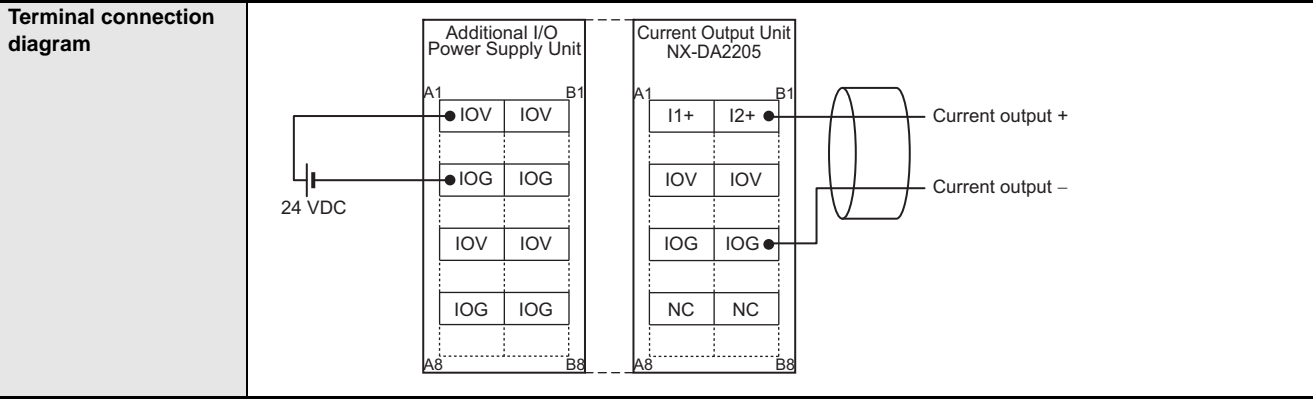 Terminal connection
diagram
Additional I/O
Power Supply Unit
A1 B1
IOV IOV
IOG IOG
IOV IOV
IOG IOG
A8 B8
24 VDC
Current Output Unit
NX-DA2205
A1 B1
I1+ I2+
IOV IOV
IOG IOG
NC NC
A8 B8
Current output +
Current output −